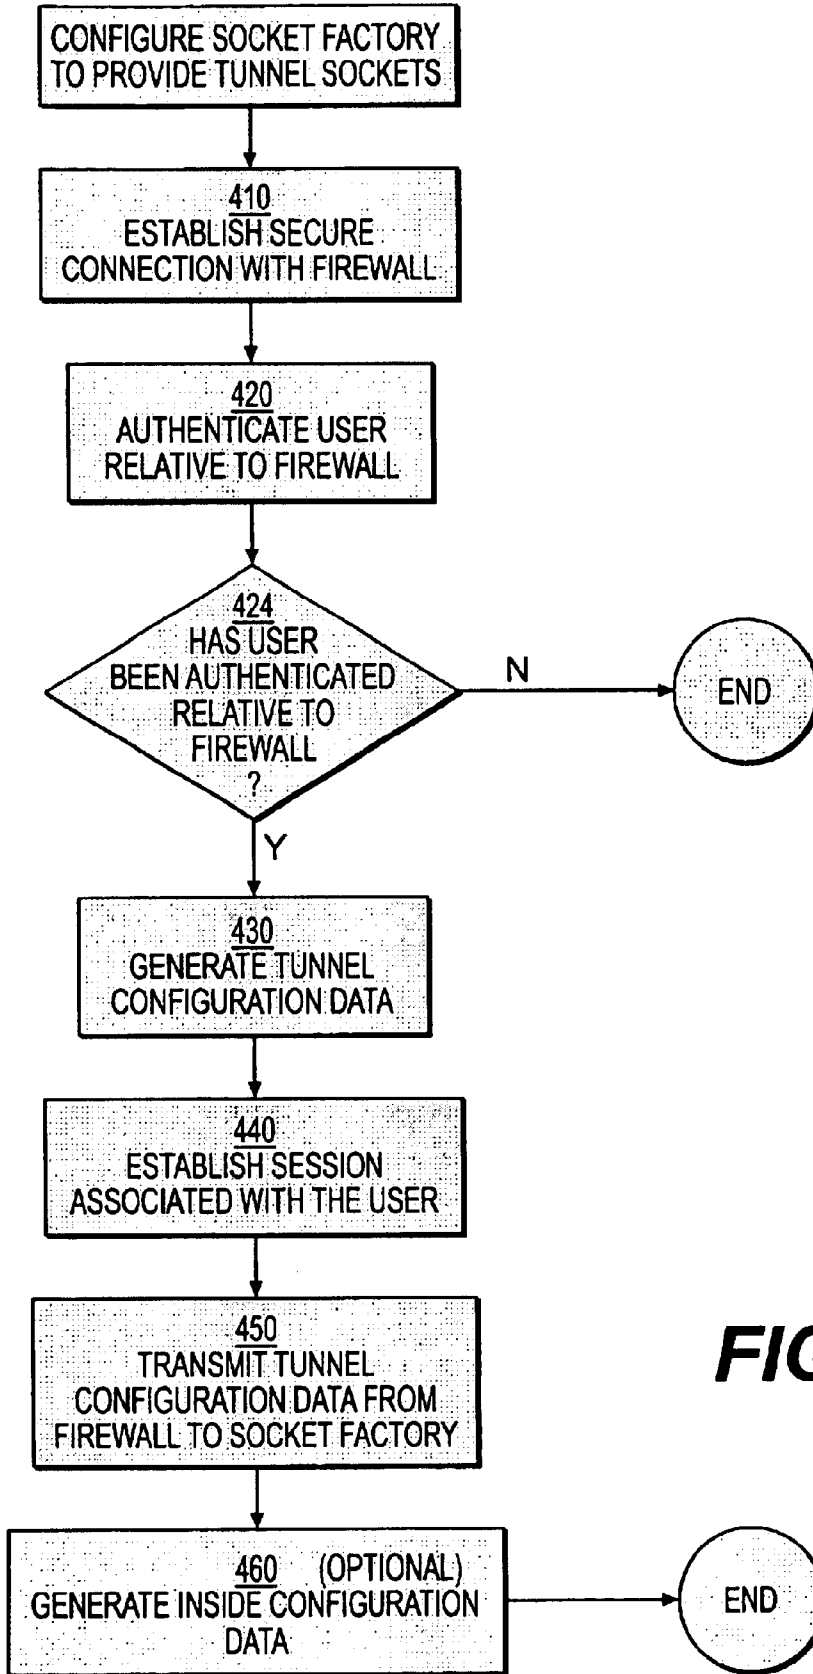 CONFIGURE SOCKET FACTORY
TO PROVIDE TUNNEL SOCKETS
410
ESTABLISH SECURE
CONNECTION WITH FIREWALL
420
AUTHENTICATE USER
RELATIVE TO FIREWALL
424
HAS USER
BEEN AUTHENTICATED
RELATIVE TO
FIREWALL
?
N
END
Y
430
GENERATE TUNNEL
CONFIGURATION DATA
440
ESTABLISH SESSION
ASSOCIATED WITH THE USER
450
TRANSMIT TUNNEL
CONFIGURATION DATA FROM
FIREWALL TO SOCKET FACTORY
FIG
460 (OPTIONAL)
GENERATE INSIDE CONFIGURATION
DATA
END